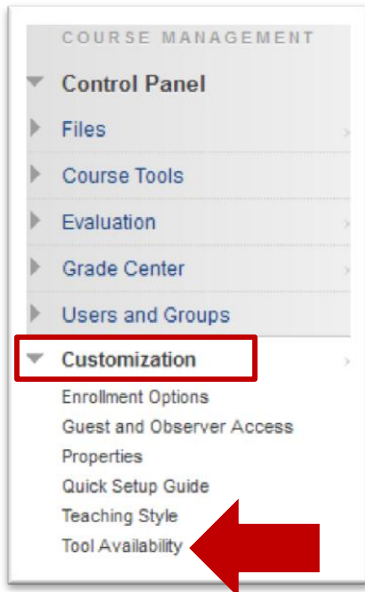 COURSE MANAGEMENT
Control Panel
Files
Course Tools
Evaluation
Grade Center
Users and Groups
Customization
Enrollment Options
Guest and Observer Access
Properties
Quick Setup Guide
Teaching Style
Tool Availability